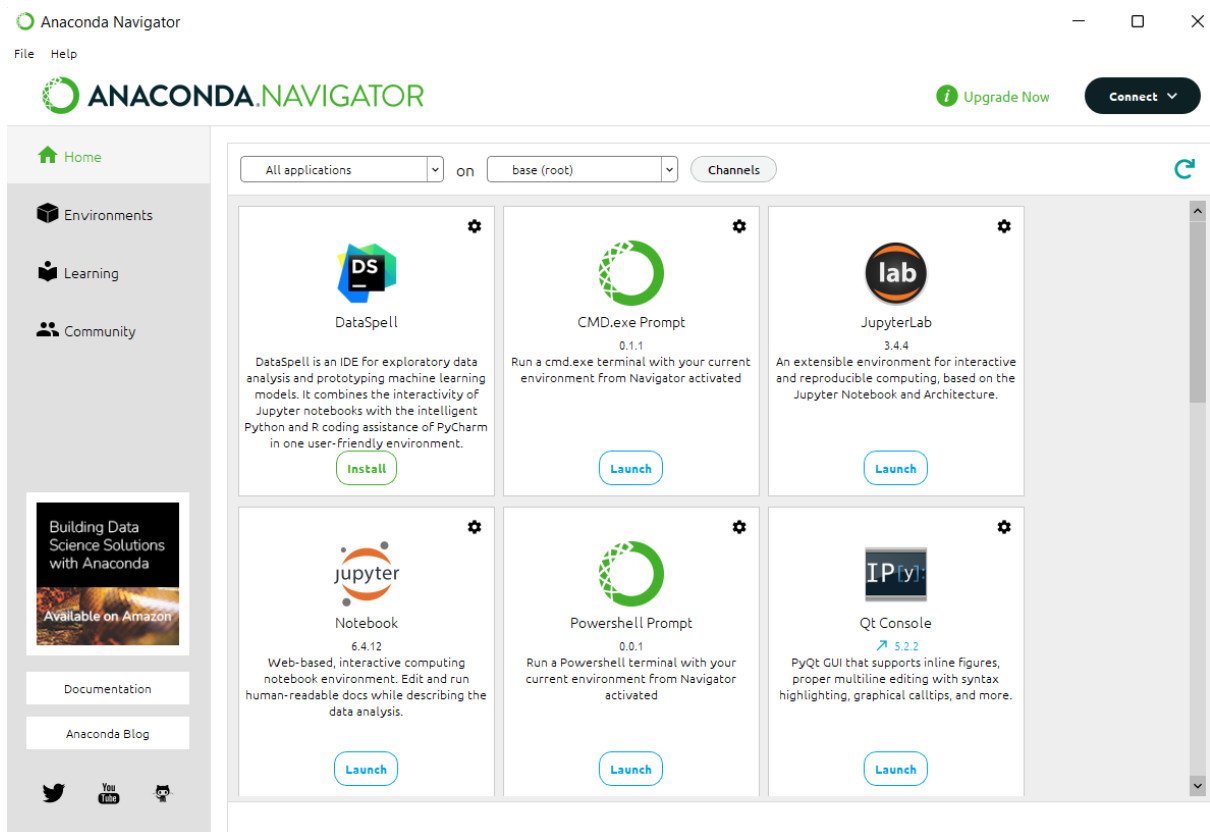 Anaconda Navigator
File Help
ANACONDA.NAVIGATOR
i Upgrade Now
Connect
Home
Environments
Learning
Community
All applications on base (root) Channels
DS
DataSpell
DataSpell is an IDE for exploratory data
analysis and prototyping machine learning
models. It combines the interactivity of
Jupyter notebooks with the intelligent
Python and R coding assistance of PyCharm
in one user-friendly environment.
Install
CMD.exe Prompt
0.1.1
Run a cmd.exe terminal with your current
environment from Navigator activated
Launch
lab
JupyterLab
3.4.4
An extensible environment for interactive
and reproducible computing, based on the
Jupyter Notebook and Architecture.
Launch
jupyter
Notebook
6.4.12
Web-based, interactive computing
notebook environment. Edit and run
human-readable docs while describing the
data analysis.
Launch
Powershell Prompt
0.0.1
Run a Powershell terminal with your
current environment from Navigator
activated
Launch
IP[y]:
Qt Console
5.2.2
PyQt GUI that supports inline figures,
proper multiline editing with syntax
highlighting, graphical calltips, and more.
Launch
Building Data
Science Solutions
with Anaconda
Available on Amazon
Documentation
Anaconda Blog
You
Tube